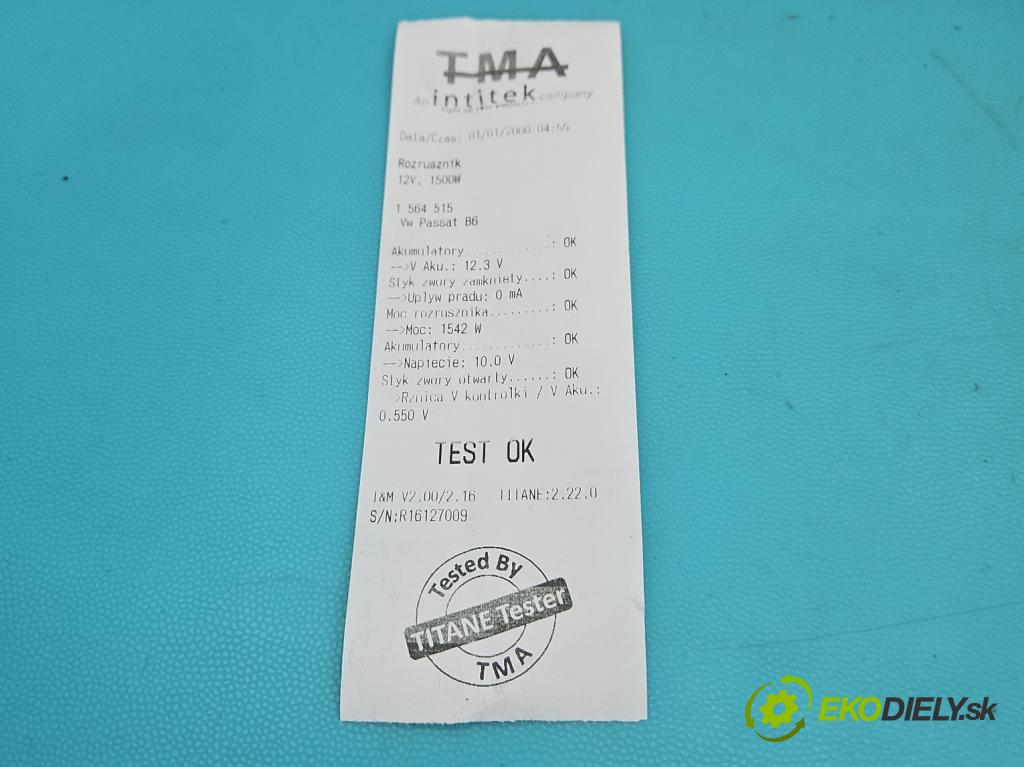 TMA
An intitek company
Data/Czas: 01/01/2000 04:55
Rozrusznik
12V, 1500W
1 564 515
Vw Passat B6
Akumulatory............: OK
-->V Aku.: 12.3 V
Styk zwory zamkniety....: OK
-->Uplyw pradu: 0 mA
Moc rozrusznika.........: OK
-->Moc: 1542 W
Akumulatory.............: OK
-->Napiecie: 10.0 V
Styk zwory otwarty......: OK
-->Rznica V kontrolki / V Aku.:
0.550 V
TEST OK
I&M V2.00/2.16 TITANE:2.22.0
S/N:R16127009
Tested By
TITANE Tester
TMA
EKODIELY.sk